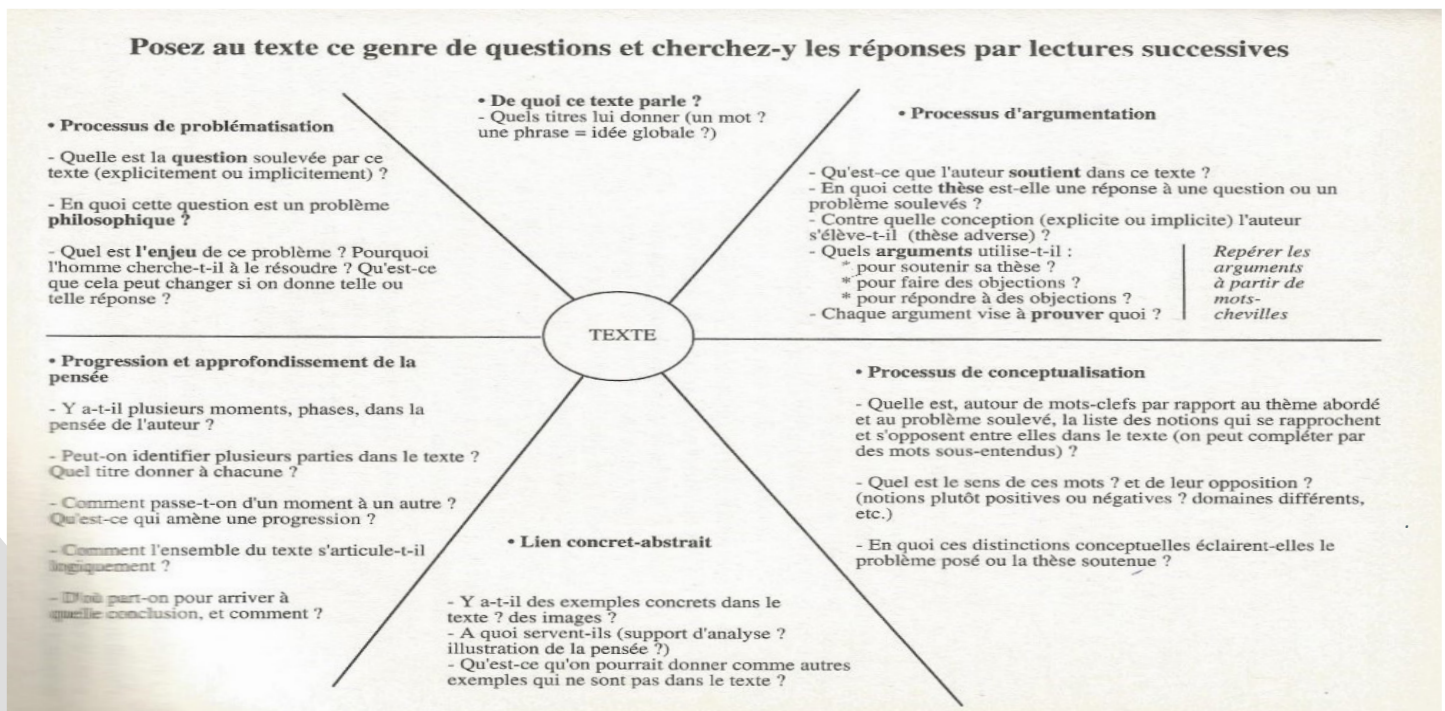 Posez au texte ce genre de questions et cherchez-y les réponses par lectures successives
• De quoi ce texte parle ?
- Quels titres lui donner (un mot ?
une phrase = idée globale ?)
• Processus de problématisation
- Quelle est la question soulevée par ce
texte (explicitement ou implicitement) ?
- En quoi cette question est un problème
philosophique ?
- Quel est l'enjeu de ce problème ? Pourquoi
l'homme cherche-t-il à le résoudre ? Qu'est-ce
que cela peut changer si on donne telle ou
telle réponse ?
• Processus d'argumentation
- Qu'est-ce que l'auteur soutient dans ce texte ?
- En quoi cette thèse est-elle une réponse à une question ou un
problème soulevés ?
- Contre quelle conception (explicite ou implicite) l'auteur
s'élève-t-il (thèse adverse) ?
- Quels arguments utilise-t-il :
* pour soutenir sa thèse ?
* pour faire des objections ?
* pour répondre à des objections ?
- Chaque argument vise à prouver quoi ?
Repérer les
arguments
à partir de
mots-
chevilles
TEXTE
• Progression et approfondissement de la
pensée
- Y a-t-il plusieurs moments, phases, dans la
pensée de l'auteur ?
- Peut-on identifier plusieurs parties dans le texte ?
Quel titre donner à chacune ?
- Comment passe-t-on d'un moment à un autre ?
Qu'est-ce qui amène une progression ?
- Comment l'ensemble du texte s'articule-t-il
logiquement ?
- D'où part-on pour arriver à
quelle conclusion, et comment ?
• Lien concret-abstrait
- Y a-t-il des exemples concrets dans le
texte ? des images ?
- A quoi servent-ils (support d'analyse ?
illustration de la pensée ?)
- Qu'est-ce qu'on pourrait donner comme autres
exemples qui ne sont pas dans le texte ?
• Processus de conceptualisation
- Quelle est, autour de mots-clefs par rapport au thème abordé
et au problème soulevé, la liste des notions qui se rapprochent
et s'opposent entre elles dans le texte (on peut compléter par
des mots sous-entendus) ?
- Quel est le sens de ces mots ? et de leur opposition ?
(notions plutôt positives ou négatives ? domaines différents,
etc.)
- En quoi ces distinctions conceptuelles éclairent-elles le
problème posé ou la thèse soutenue ?